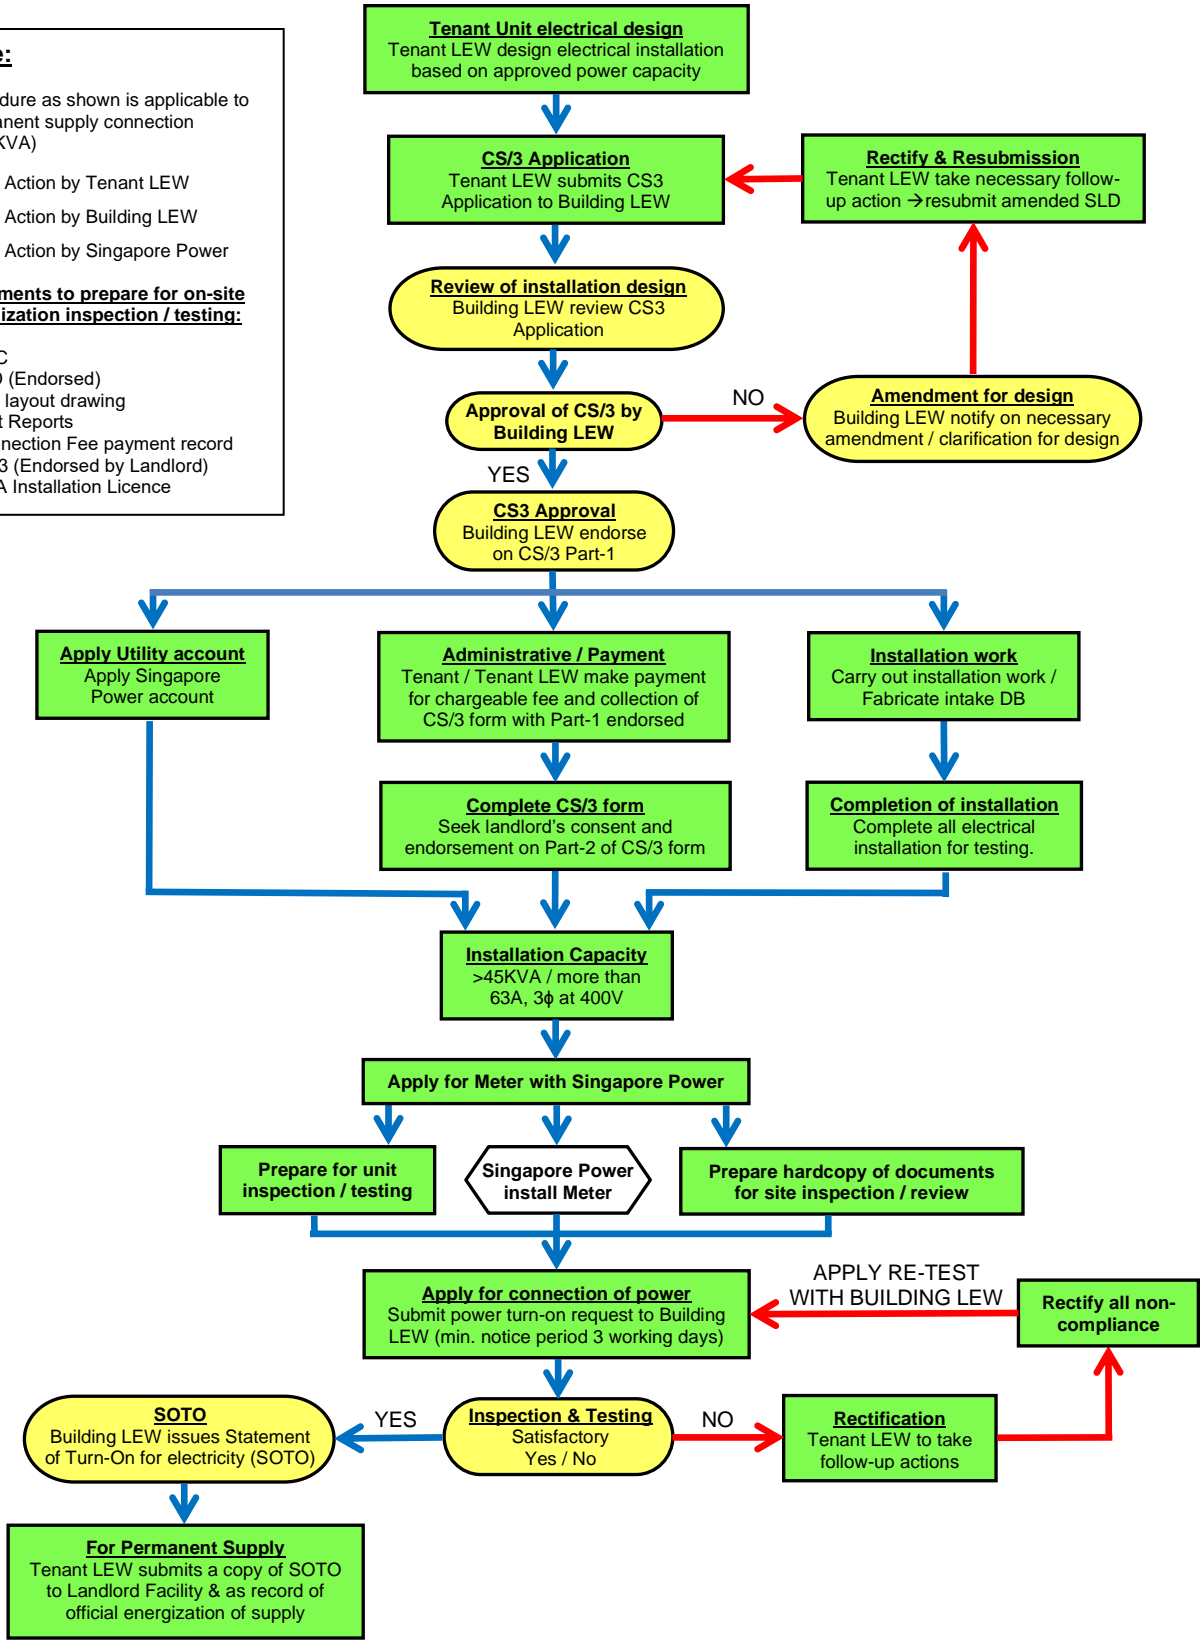 Tenant Unit electrical design
Tenant LEW design electrical installation
based on approved power capacity
e:
dure as shown is applicable to
anent supply connection
KVA)
Action by Tenant LEW
Action by Building LEW
Action by Singapore Power
ments to prepare for on-site
ization inspection / testing:
C
(Endorsed)
layout drawing
t Reports
nection Fee payment record
3 (Endorsed by Landlord)
A Installation Licence
CS/3 Application
Tenant LEW submits CS3
Application to Building LEW
Rectify & Resubmission
Tenant LEW take necessary follow-
up action →resubmit amended SLD
Review of installation design
Building LEW review CS3
Application
Approval of CS/3 by
Building LEW
NO
Amendment for design
Building LEW notify on necessary
amendment / clarification for design
YES
CS3 Approval
Building LEW endorse
on CS/3 Part-1
Apply Utility account
Apply Singapore
Power account
Administrative / Payment
Tenant / Tenant LEW make payment
for chargeable fee and collection of
CS/3 form with Part-1 endorsed
Installation work
Carry out installation work /
Fabricate intake DB
Complete CS/3 form
Seek landlord’s consent and
endorsement on Part-2 of CS/3 form
Completion of installation
Complete all electrical
installation for testing.
Installation Capacity
>45KVA / more than
63A, 3ϕ at 400V
Apply for Meter with Singapore Power
Prepare for unit
inspection / testing
Singapore Power
install Meter
Prepare hardcopy of documents
for site inspection / review
Apply for connection of power
Submit power turn-on request to Building
LEW (min. notice period 3 working days)
APPLY RE-TEST
WITH BUILDING LEW
Rectify all non-
compliance
SOTO
Building LEW issues Statement
of Turn-On for electricity (SOTO)
YES
Inspection & Testing
Satisfactory
Yes / No
NO
Rectification
Tenant LEW to take
follow-up actions
For Permanent Supply
Tenant LEW submits a copy of SOTO
to Landlord Facility & as record of
official energization of supply